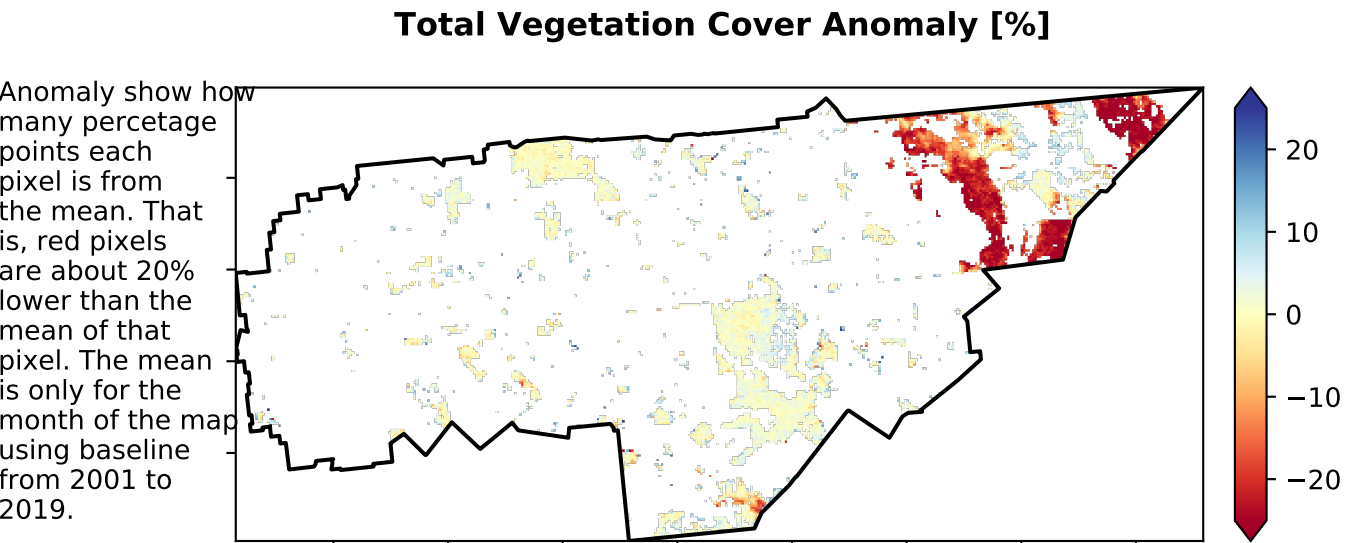 Total Vegetation Cover Anomaly [%]
Anomaly show how
many percetage
points each
pixel is from
the mean. That
is, red pixels
are about 20%
lower than the
mean of that
pixel. The mean
is only for the
month of the map
using baseline
from 2001 to
2019.
20
10
0
−10
−20